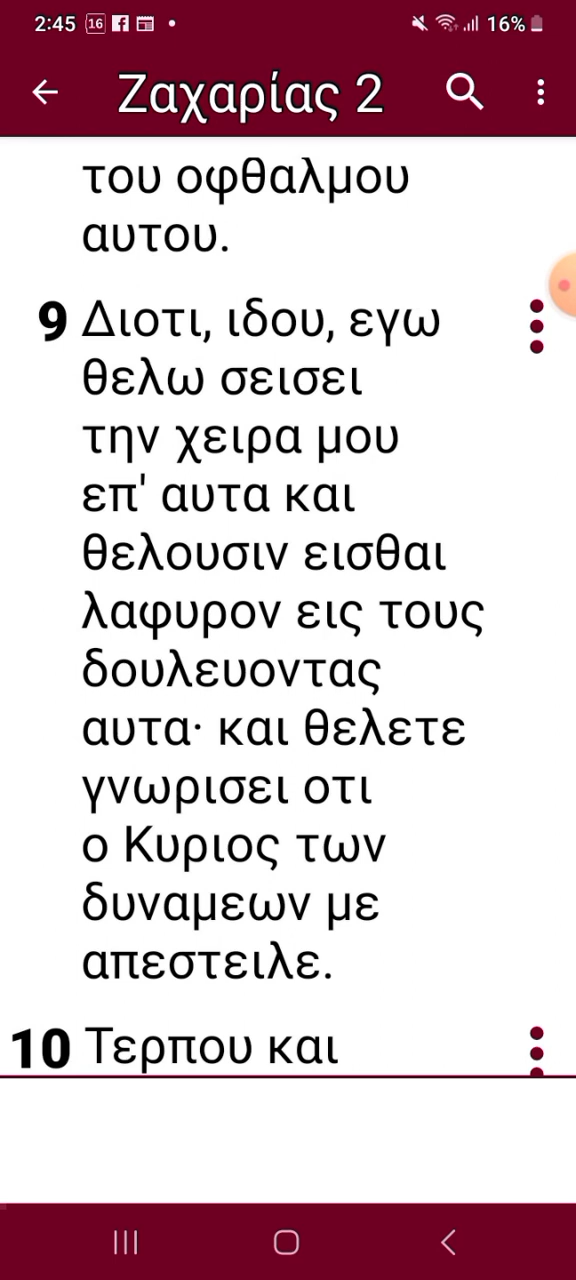 2:45 16 16%
Ζαχαρίας 2
του οφθαλμου
αυτου.
9 Διοτι, ιδου, εγω
θελω σεισει
την χειρα μου
επ' αυτα και
θελουσιν εισθαι
λαφυρον εις τους
δουλευοντας
αυτα· και θελετε
γνωρισει οτι
ο Κυριος των
δυναμεων με
απεστειλε.
10 Τερπου και